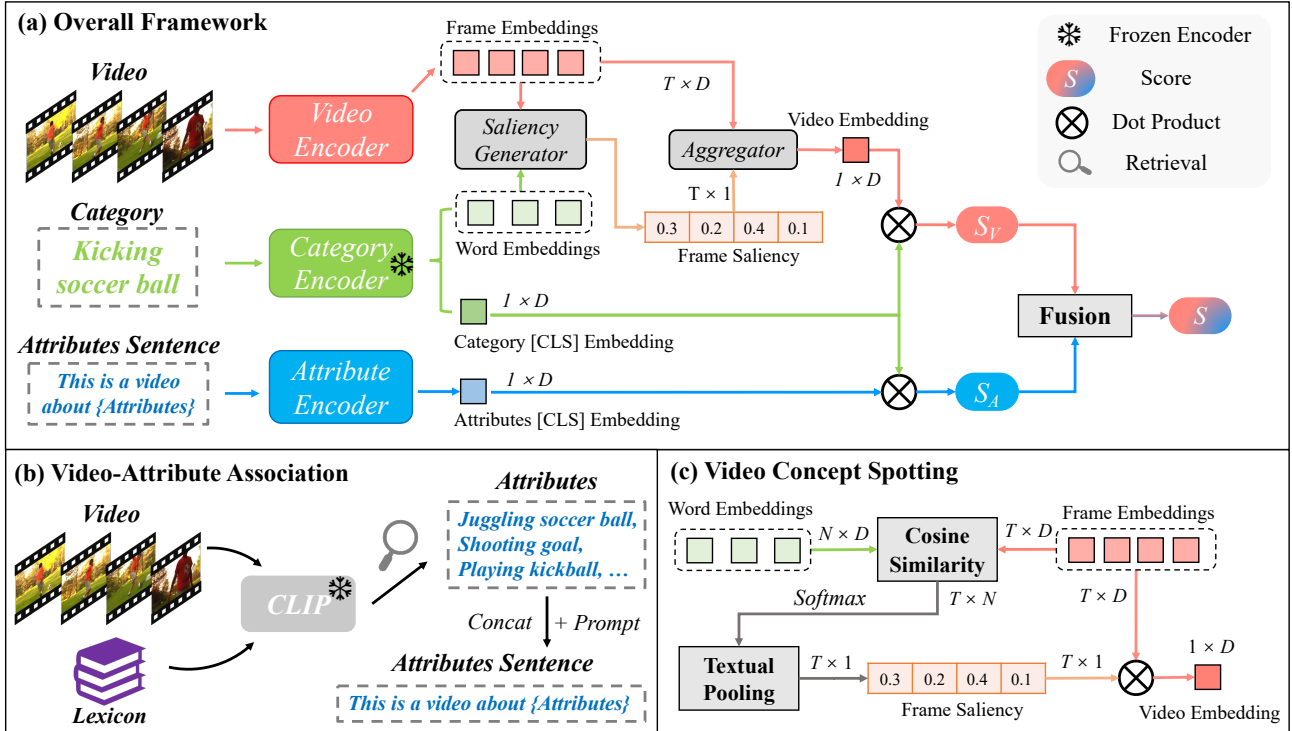 (a) Overall Framework
Video
Video
Encoder
Frame Embeddings
T × D
Saliency
Generator
Aggregator
Video Embedding
1 × D
T × 1
Word Embeddings
0.3 0.2 0.4 0.1
Frame Saliency
Category
Kicking
soccer ball
Category
Encoder
1 × D
Category [CLS] Embedding
Attributes Sentence
This is a video
about {Attributes}
Attribute
Encoder
1 × D
Attributes [CLS] Embedding
S_V
S_A
Fusion
S
Frozen Encoder
S Score
Dot Product
Retrieval
(b) Video-Attribute Association
Video
Lexicon
CLIP
Attributes
Juggling soccer ball,
Shooting goal,
Playing kickball, …
Concat + Prompt
Attributes Sentence
This is a video about {Attributes}
(c) Video Concept Spotting
Word Embeddings
N × D
Cosine
Similarity
T × D
Frame Embeddings
Softmax
T × N
T × D
Textual
Pooling
T × 1
0.3 0.2 0.4 0.1
Frame Saliency
T × 1
1 × D
Video Embedding